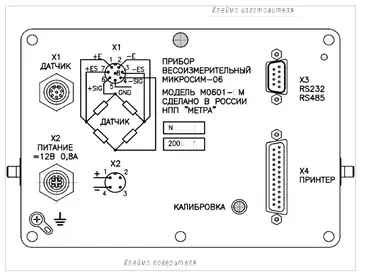 Клеймо изготовителя
X1
ДАТЧИК
X1
+E
-E
+ES
-ES
+SIG
-SIG
GND
1
2
7
6
5
ДАТЧИК
ПРИБОР
ВЕСОИЗМЕРИТЕЛЬНЫЙ
МИКРОСИМ-06
МОДЕЛЬ М0601- М
СДЕЛАНО В РОССИИ
НПП "МЕТРА"
N
200 г.
X3
RS232
RS485
X2
ПИТАНИЕ
=12В 0,8А
X2
+
1
2
+
-
4
3
-
КАЛИБРОВКА
X4
ПРИНТЕР
Клеймо поверителя